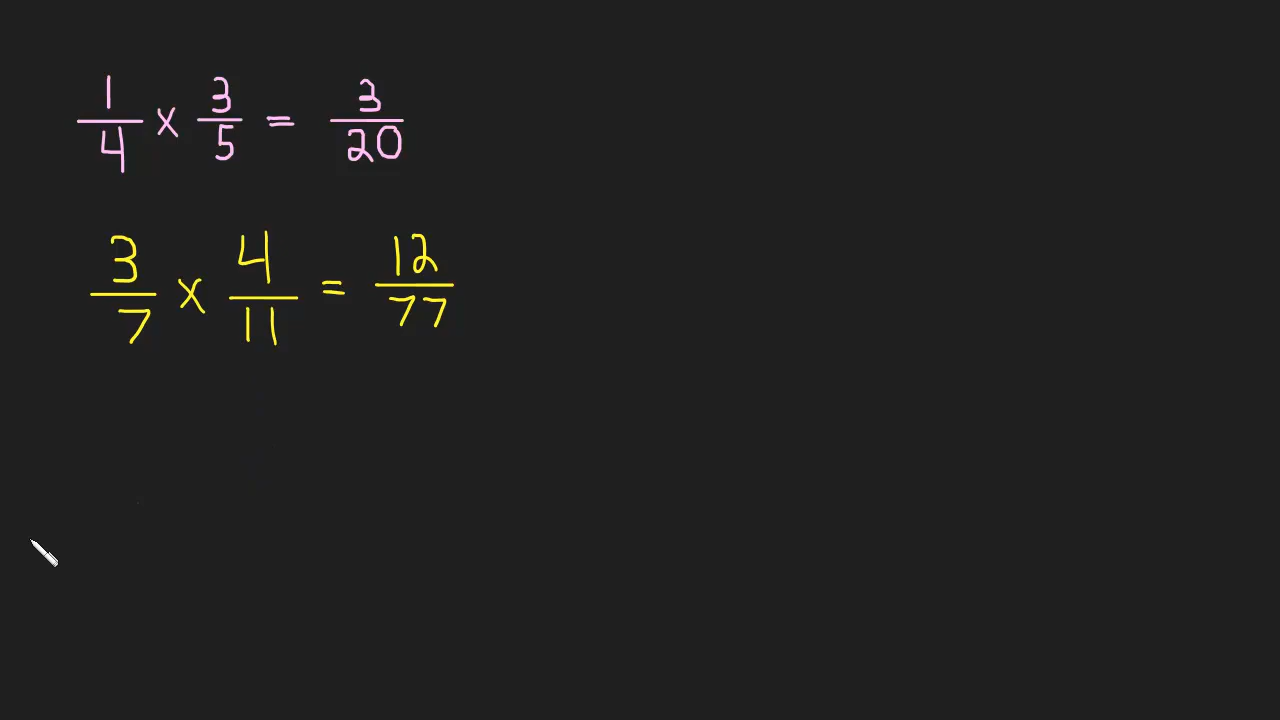 1/4 x 3/5 = 3/20
3/7 x 4/11 = 12/77